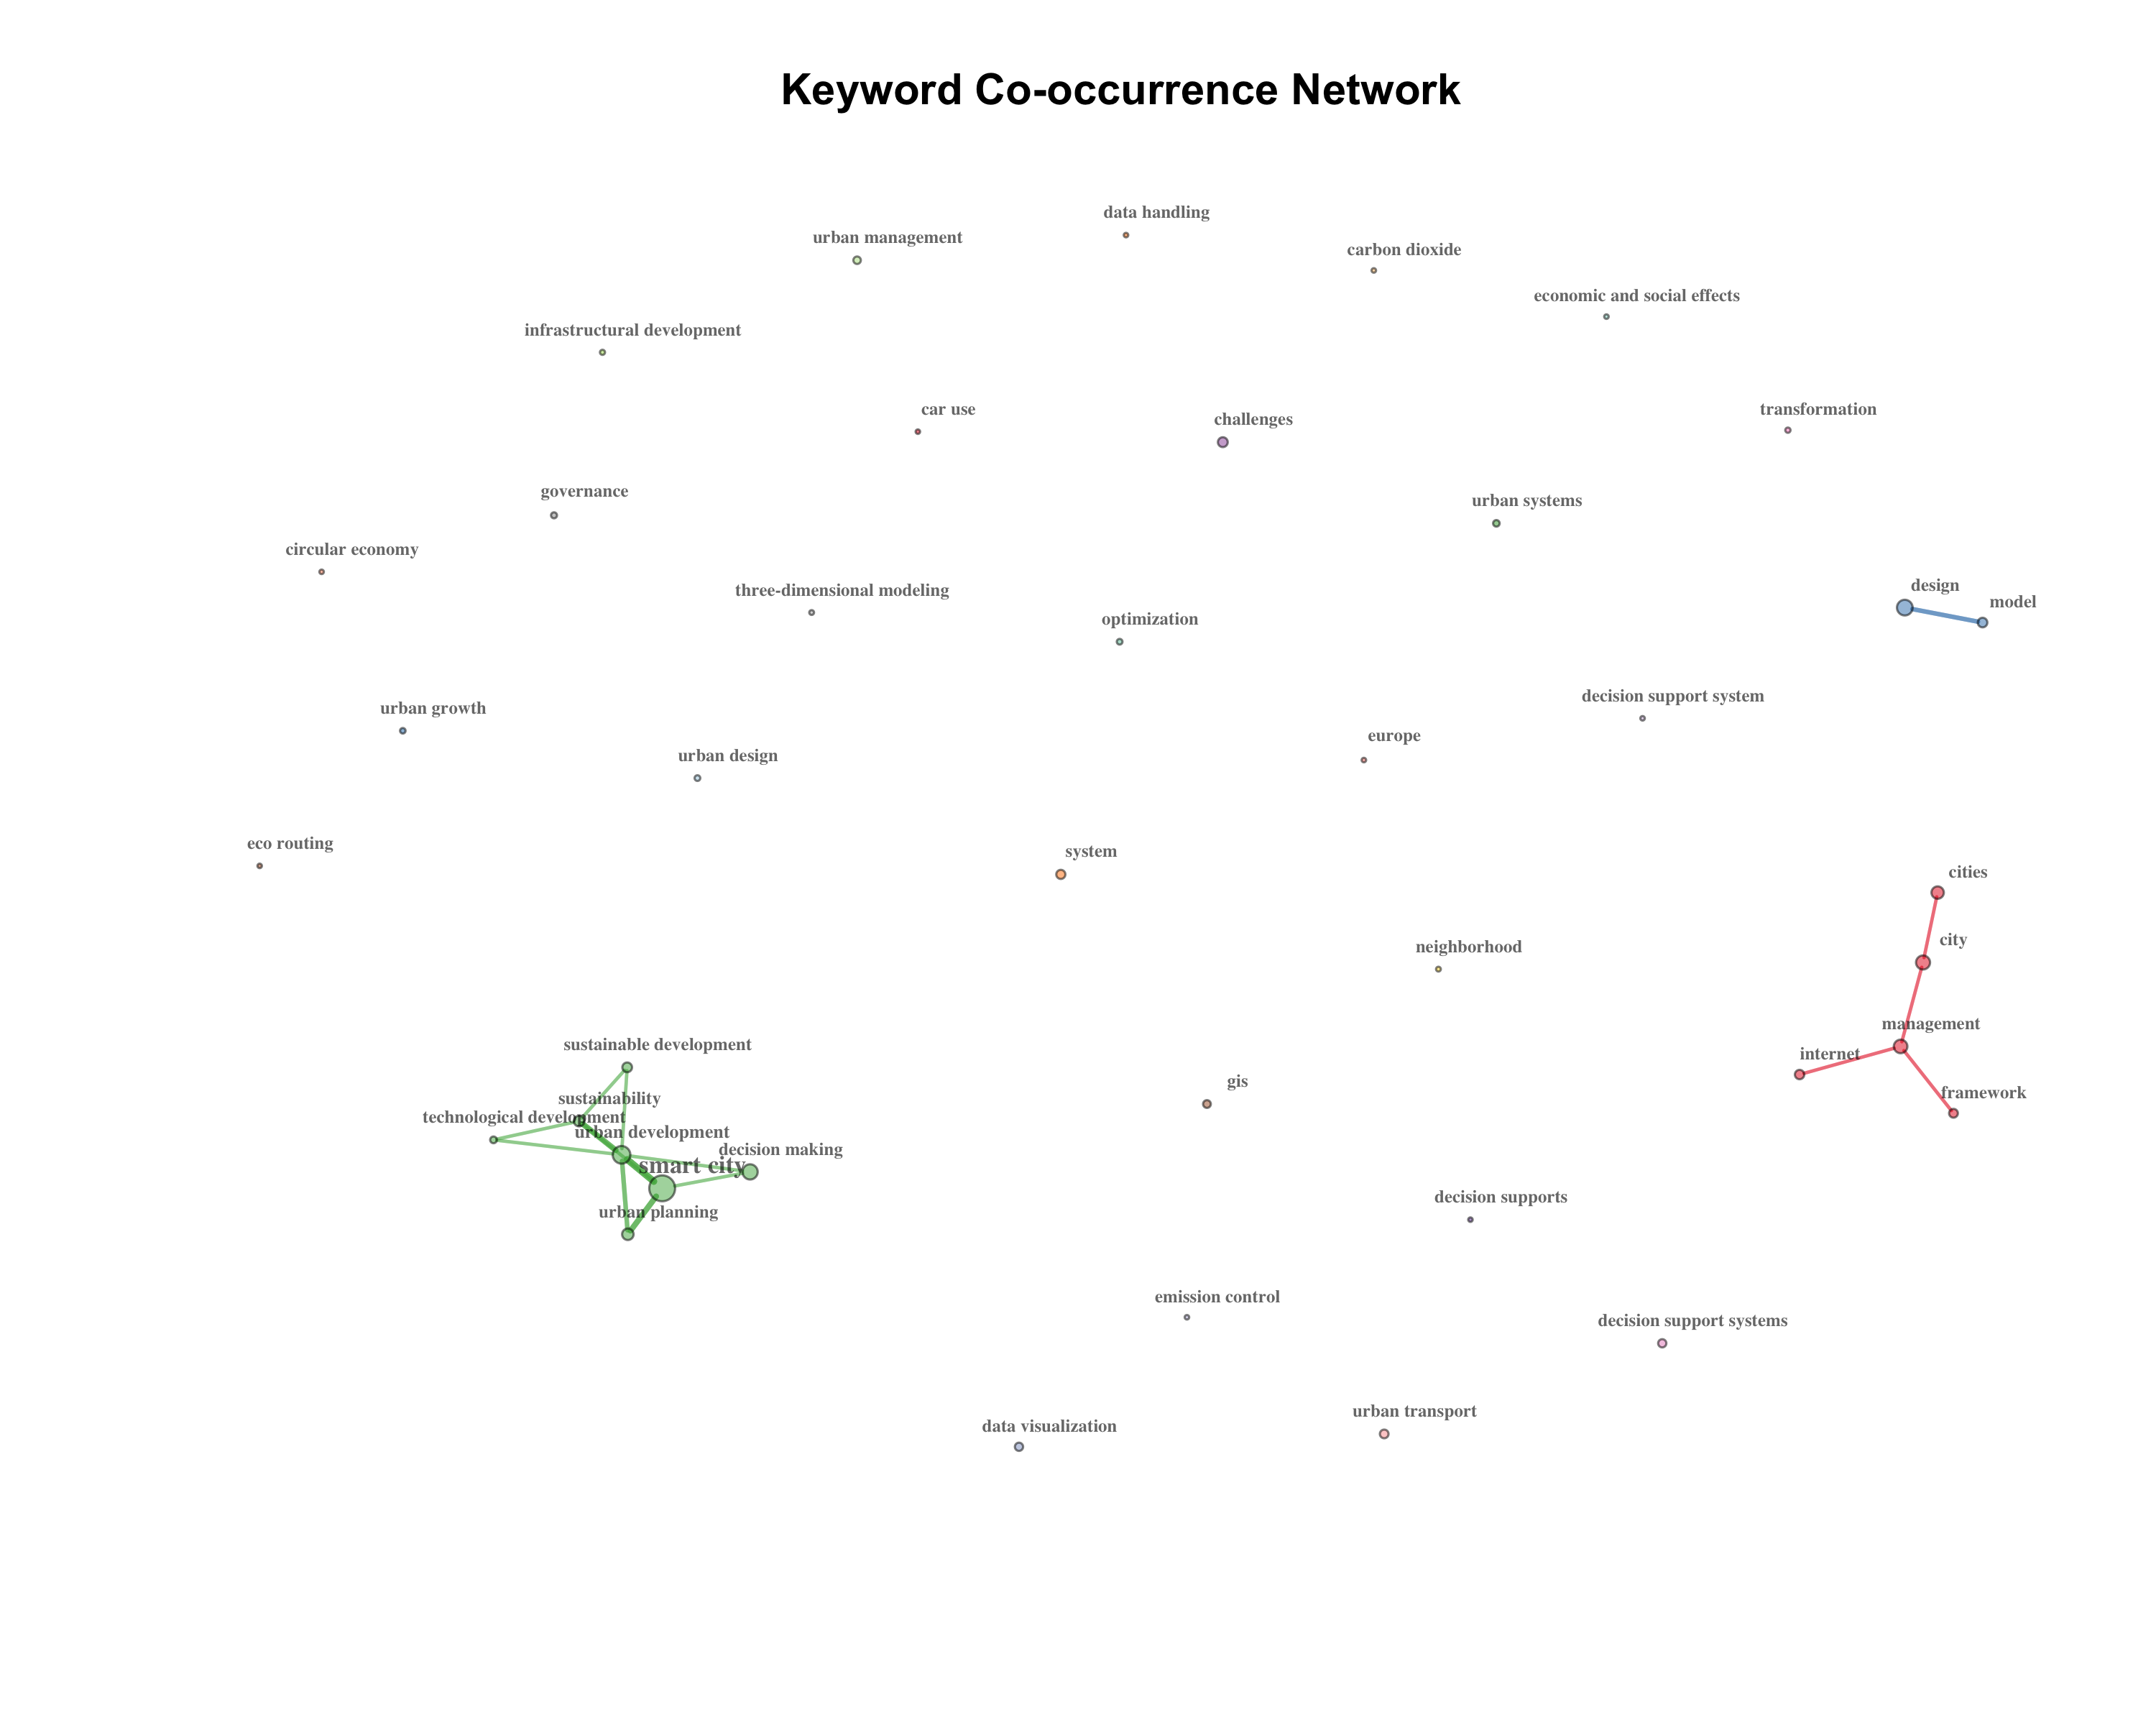 Keyword Co-occurrence Network
data handling
urban management
carbon dioxide
economic and social effects
infrastructural development
car use
challenges
transformation
governance
urban systems
circular economy
three-dimensional modeling
design
model
optimization
decision support system
urban growth
europe
urban design
eco routing
system
cities
city
neighborhood
management
sustainable development
internet
gis
framework
sustainability
technological development
urban development
decision making
smart city
decision supports
urban planning
emission control
decision support systems
urban transport
data visualization